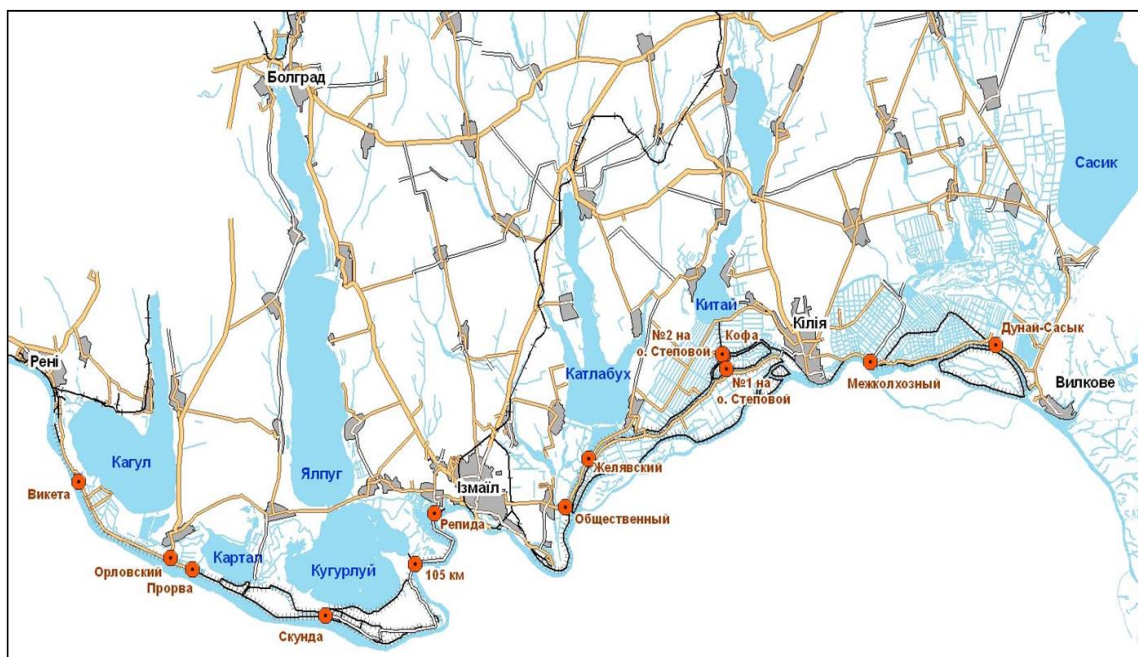 Болград
Сасик
Китай
Кілія
№2 на
о. Степовой
Кофа
Дунай-Сасык
Рені
Катлабух
№1 на
о. Степовой
Межколхозный
Вилкове
Кагул
Ялпуг
Желявский
Ізмаїл
Викета
Репида
Общественный
Орловский
Картал
Прорва
Кугурлуй
105 км
Скунда